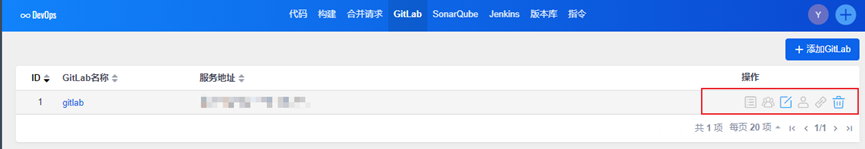 DevOps 代码 构建 合并请求 GitLab SonarQube Jenkins 版本库 指令 Y
添加GitLab
ID GitLab名称 服务地址 操作
1 gitlab
共 1 项 每页 20 项 1/1